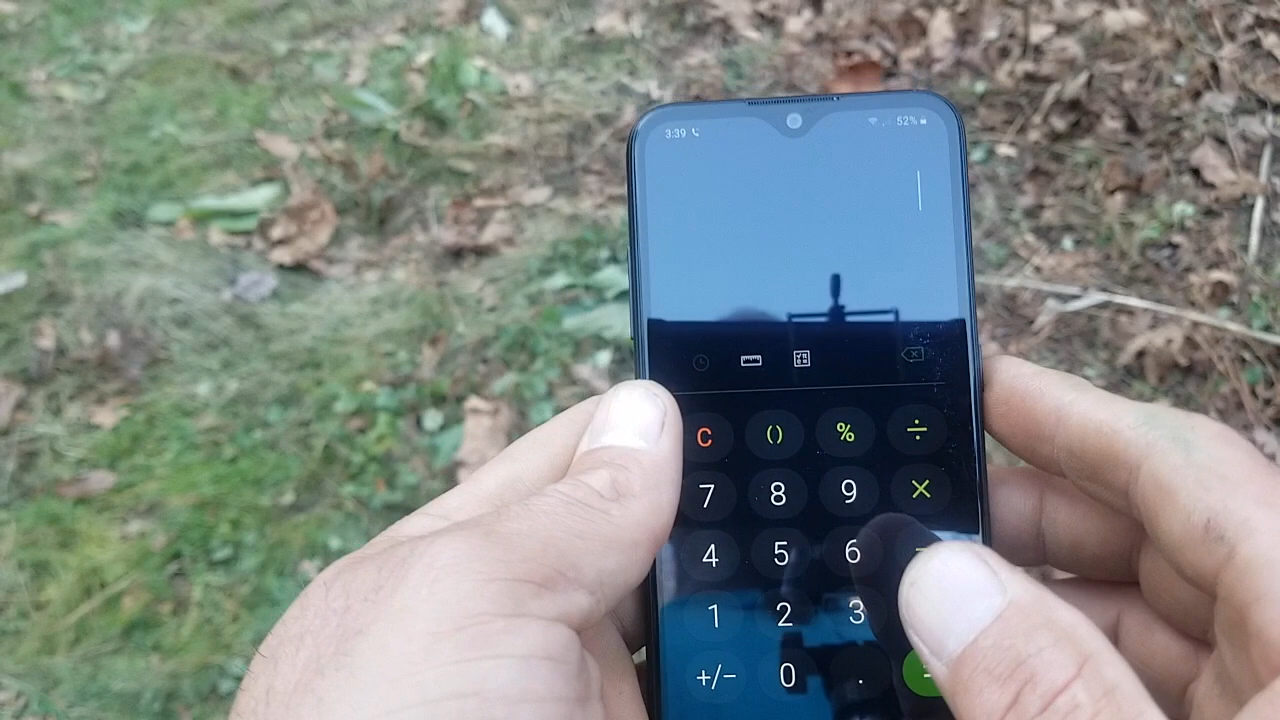 3:39 52%
C () % ÷
7 8 9 ×
4 5 6 −
1 2 3
+/− 0 . =